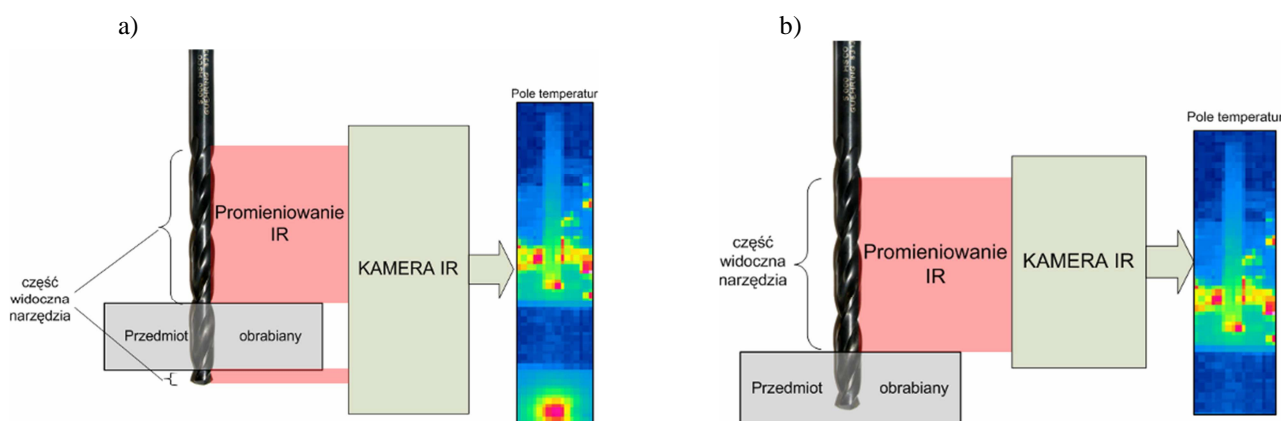 a)
Pole temperatur
Promieniowanie
IR
KAMERA IR
część
widoczna
narzędzia
Przedmiot obrabiany
b)
Pole temperatur
część
widoczna
narzędzia
Promieniowanie
IR
KAMERA IR
Przedmiot obrabiany